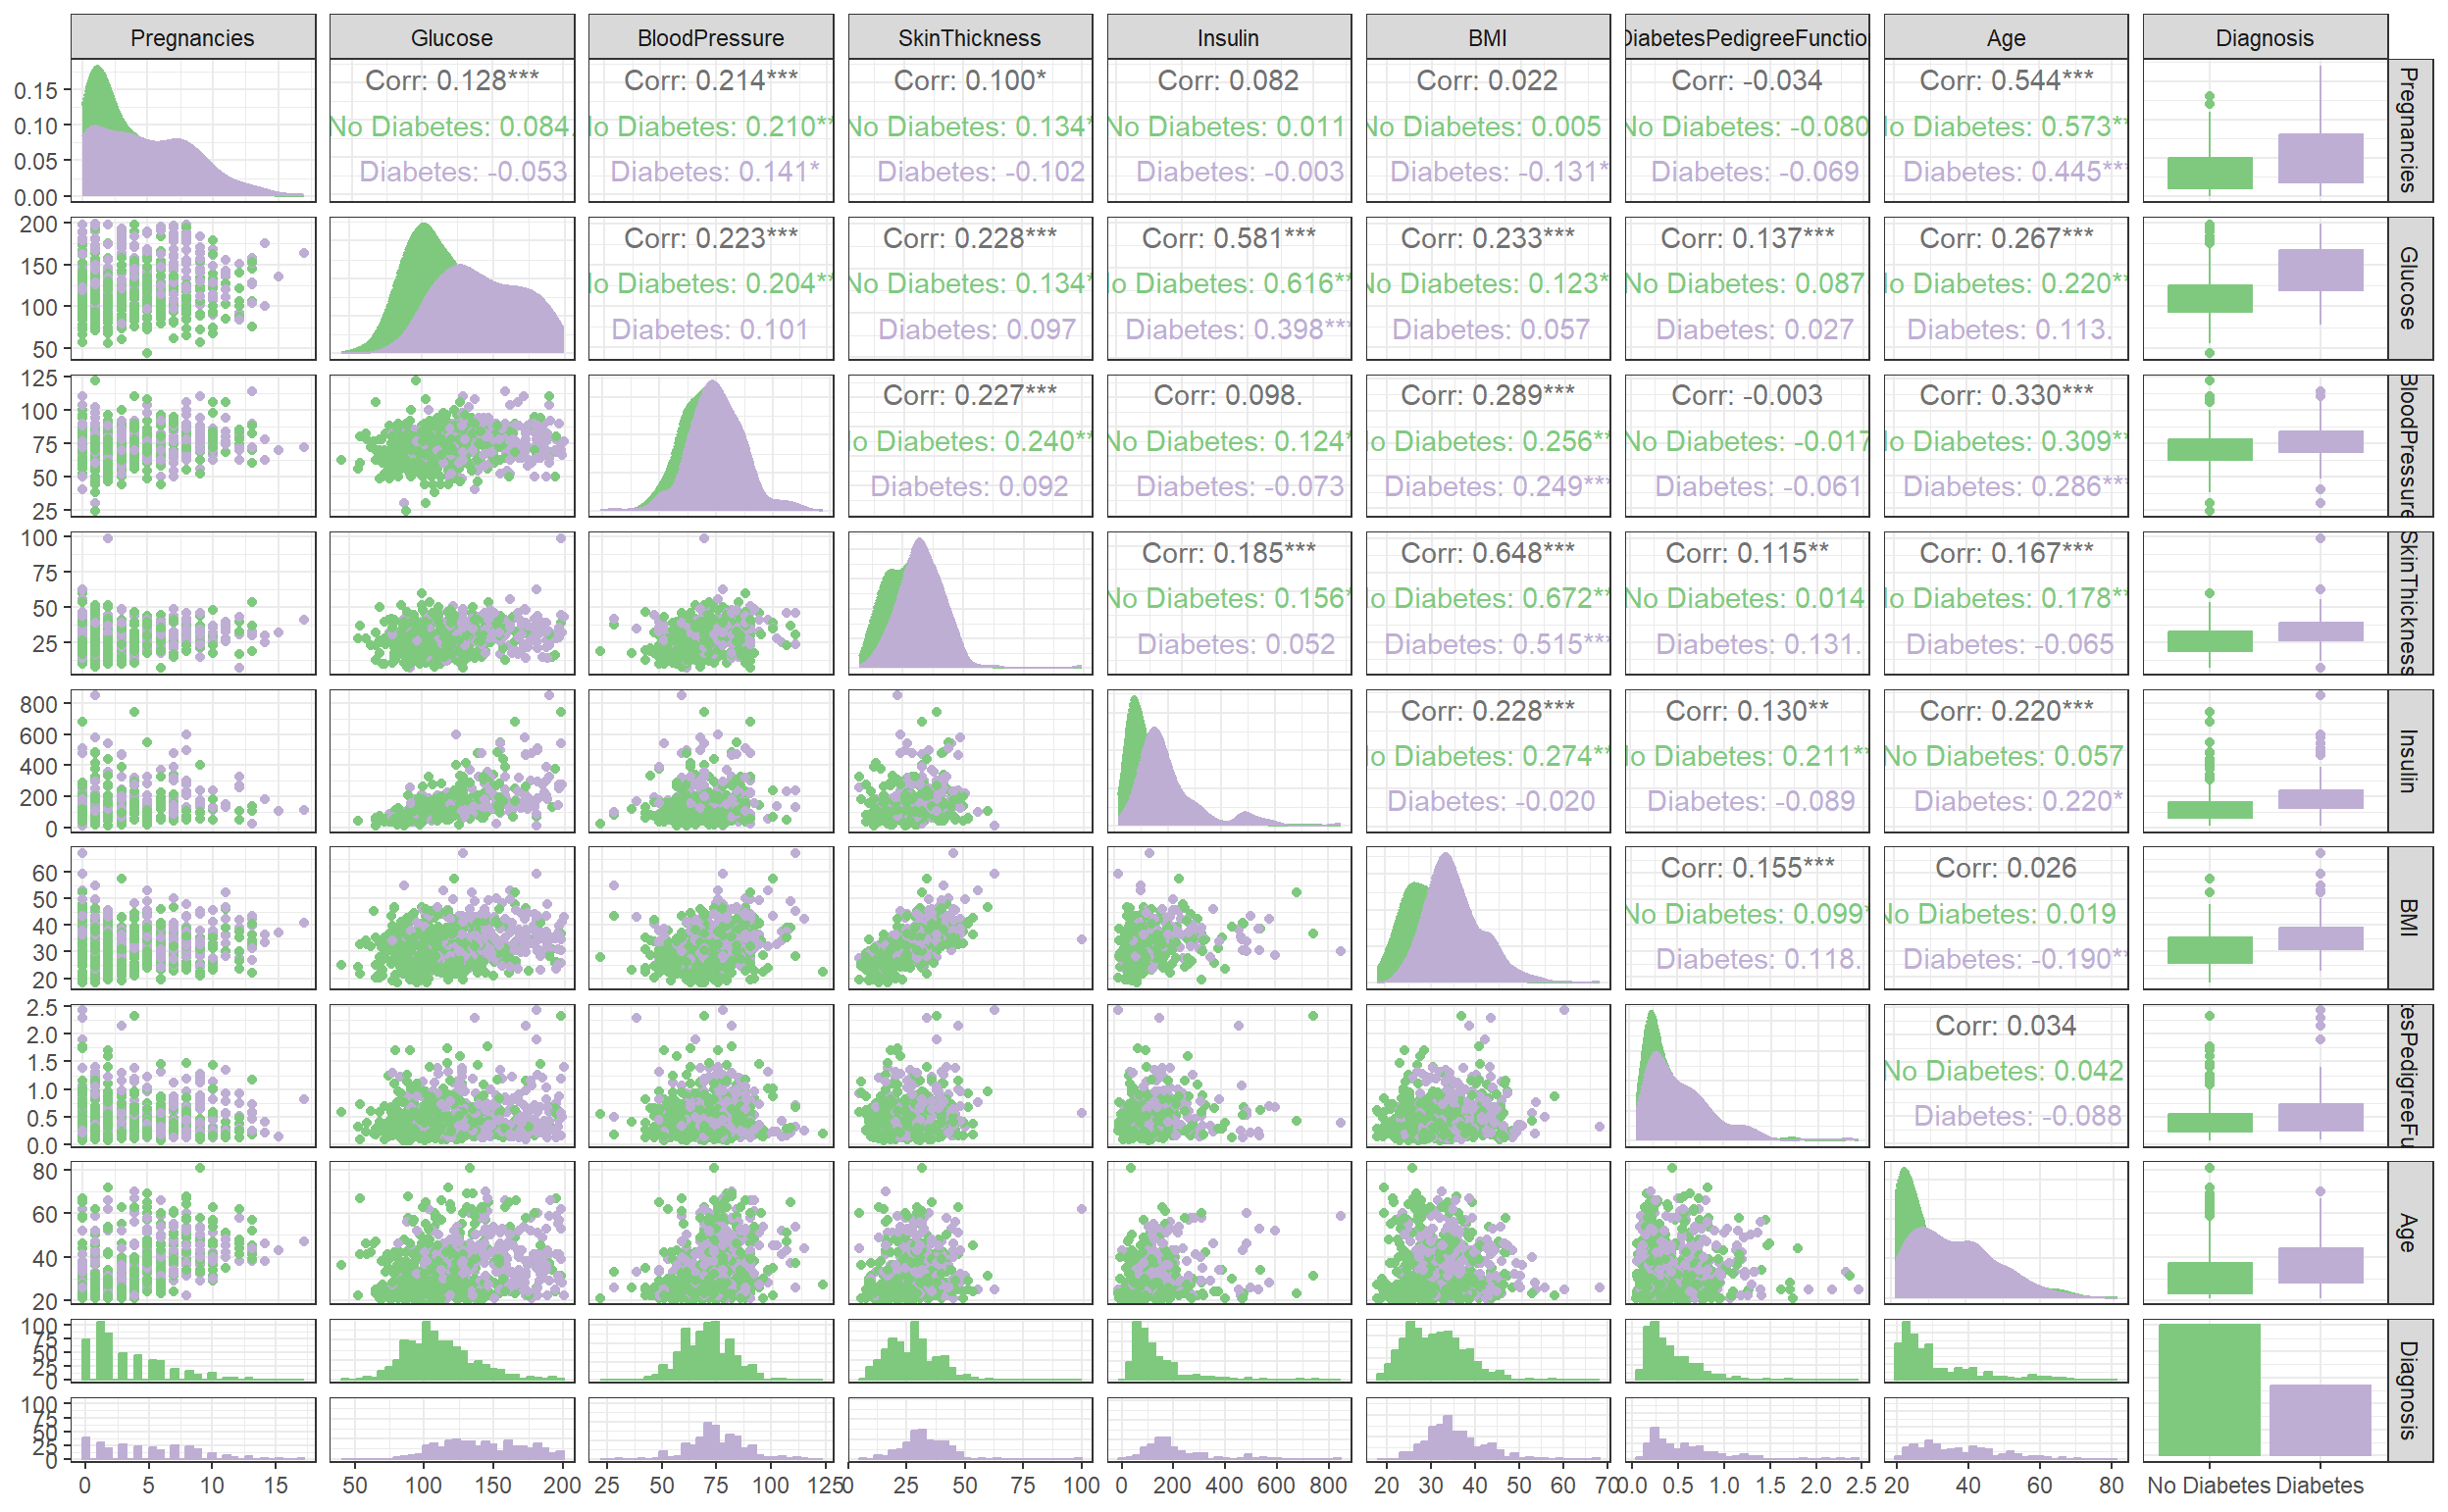 Pregnancies Glucose BloodPressure SkinThickness Insulin BMI DiabetesPedigreeFunctio Age Diagnosis
Corr: 0.128*** Corr: 0.214*** Corr: 0.100* Corr: 0.082 Corr: 0.022 Corr: -0.034 Corr: 0.544***
No Diabetes: 0.084. No Diabetes: 0.210** No Diabetes: 0.134* No Diabetes: 0.011 No Diabetes: 0.005 No Diabetes: -0.080 No Diabetes: 0.573**
Diabetes: -0.053 Diabetes: 0.141* Diabetes: -0.102 Diabetes: -0.003 Diabetes: -0.131* Diabetes: -0.069 Diabetes: 0.445***
0.15
0.10
0.05
0.00
Pregnancies
Corr: 0.223*** Corr: 0.228*** Corr: 0.581*** Corr: 0.233*** Corr: 0.137*** Corr: 0.267***
No Diabetes: 0.204** No Diabetes: 0.134* No Diabetes: 0.616** No Diabetes: 0.123* No Diabetes: 0.087 No Diabetes: 0.220**
Diabetes: 0.101 Diabetes: 0.097 Diabetes: 0.398*** Diabetes: 0.057 Diabetes: 0.027 Diabetes: 0.113.
200
150
100
50
Glucose
Corr: 0.227*** Corr: 0.098. Corr: 0.289*** Corr: -0.003 Corr: 0.330***
No Diabetes: 0.240** No Diabetes: 0.124* No Diabetes: 0.256** No Diabetes: -0.017 No Diabetes: 0.309**
Diabetes: 0.092 Diabetes: -0.073 Diabetes: 0.249*** Diabetes: -0.061 Diabetes: 0.286***
125
100
75
50
25
BloodPressure
Corr: 0.185*** Corr: 0.648*** Corr: 0.115** Corr: 0.167***
No Diabetes: 0.156* No Diabetes: 0.672** No Diabetes: 0.014 No Diabetes: 0.178**
Diabetes: 0.052 Diabetes: 0.515*** Diabetes: 0.131. Diabetes: -0.065
100
75
50
25
SkinThickness
Corr: 0.228*** Corr: 0.130** Corr: 0.220***
No Diabetes: 0.274** No Diabetes: 0.211** No Diabetes: 0.057
Diabetes: -0.020 Diabetes: -0.089 Diabetes: 0.220*
800
600
400
200
0
Insulin
Corr: 0.155*** Corr: 0.026
No Diabetes: 0.099* No Diabetes: 0.019
Diabetes: 0.118. Diabetes: -0.190**
60
50
40
30
20
BMI
Corr: 0.034
No Diabetes: 0.042
Diabetes: -0.088
2.5
2.0
1.5
1.0
0.5
0.0
esPedigreeFu
80
60
40
20
Age
100
75
50
25
0
100
75
50
25
0
Diagnosis
0 5 10 15 50 100 150 200 25 50 75 100 125 0 25 50 75 100 0 200 400 600 800 20 30 40 50 60 70 0.0 0.5 1.0 1.5 2.0 2.5 20 40 60 80 No Diabetes Diabetes